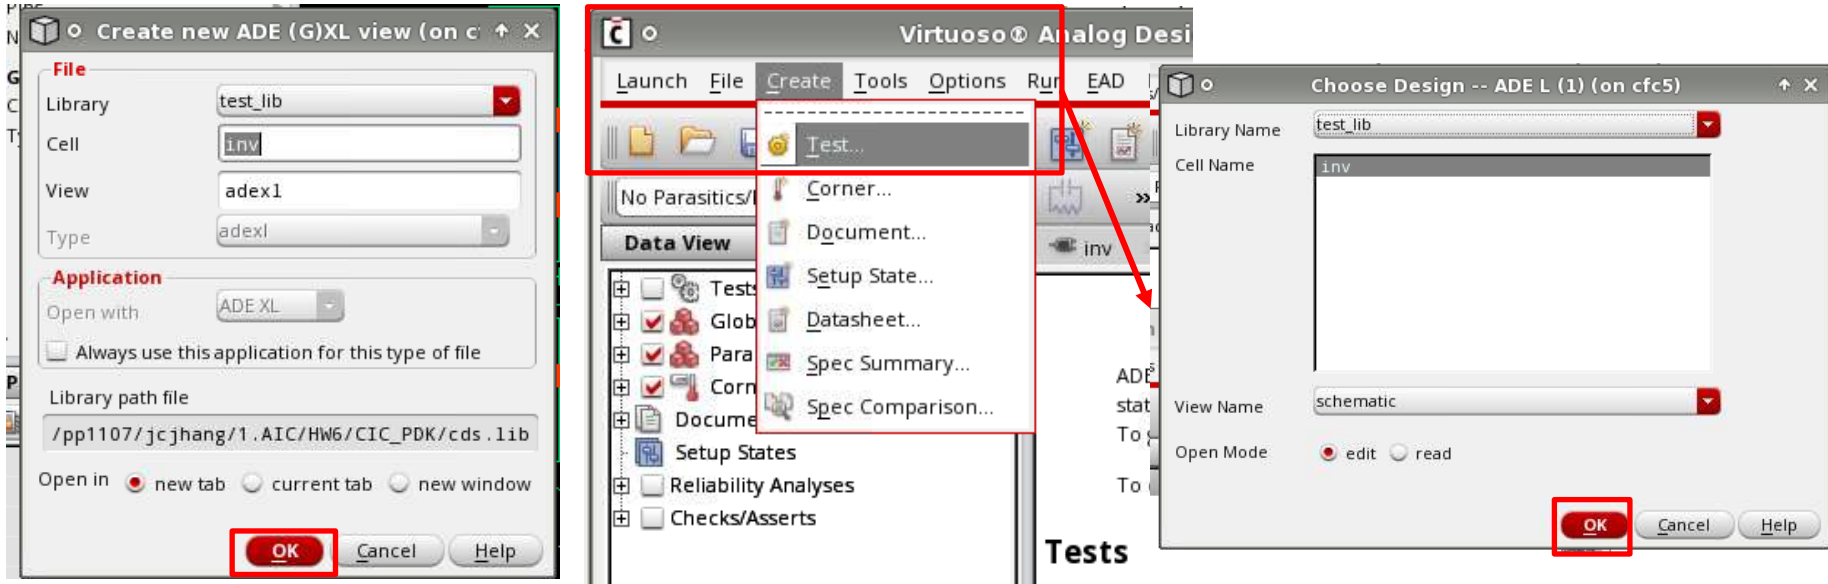 Create new ADE (G)XL view (on c
File
Library
test_lib
Cell
inv
View
adexl
Type
adexl
Application
Open with
ADE XL
Always use this application for this type of file
Library path file
/pp1107/jcjhang/1.AIC/HW6/CIC_PDK/cds.lib
Open in new tab current tab new window
OK Cancel Help
Virtuoso® Analog Desi
Launch File Create Tools Options Run EAD
Test...
Corner...
Document...
Setup State...
Datasheet...
Spec Summary...
Spec Comparison...
No Parasitics/
»
Data View
inv
Tests
Glob
Para
Corn
Docume
Setup States
Reliability Analyses
Checks/Asserts
ADE
stat
To
To
Tests
Choose Design -- ADE L (1) (on cfc5)
Library Name
test_lib
Cell Name
inv
View Name
schematic
Open Mode edit read
OK Cancel Help